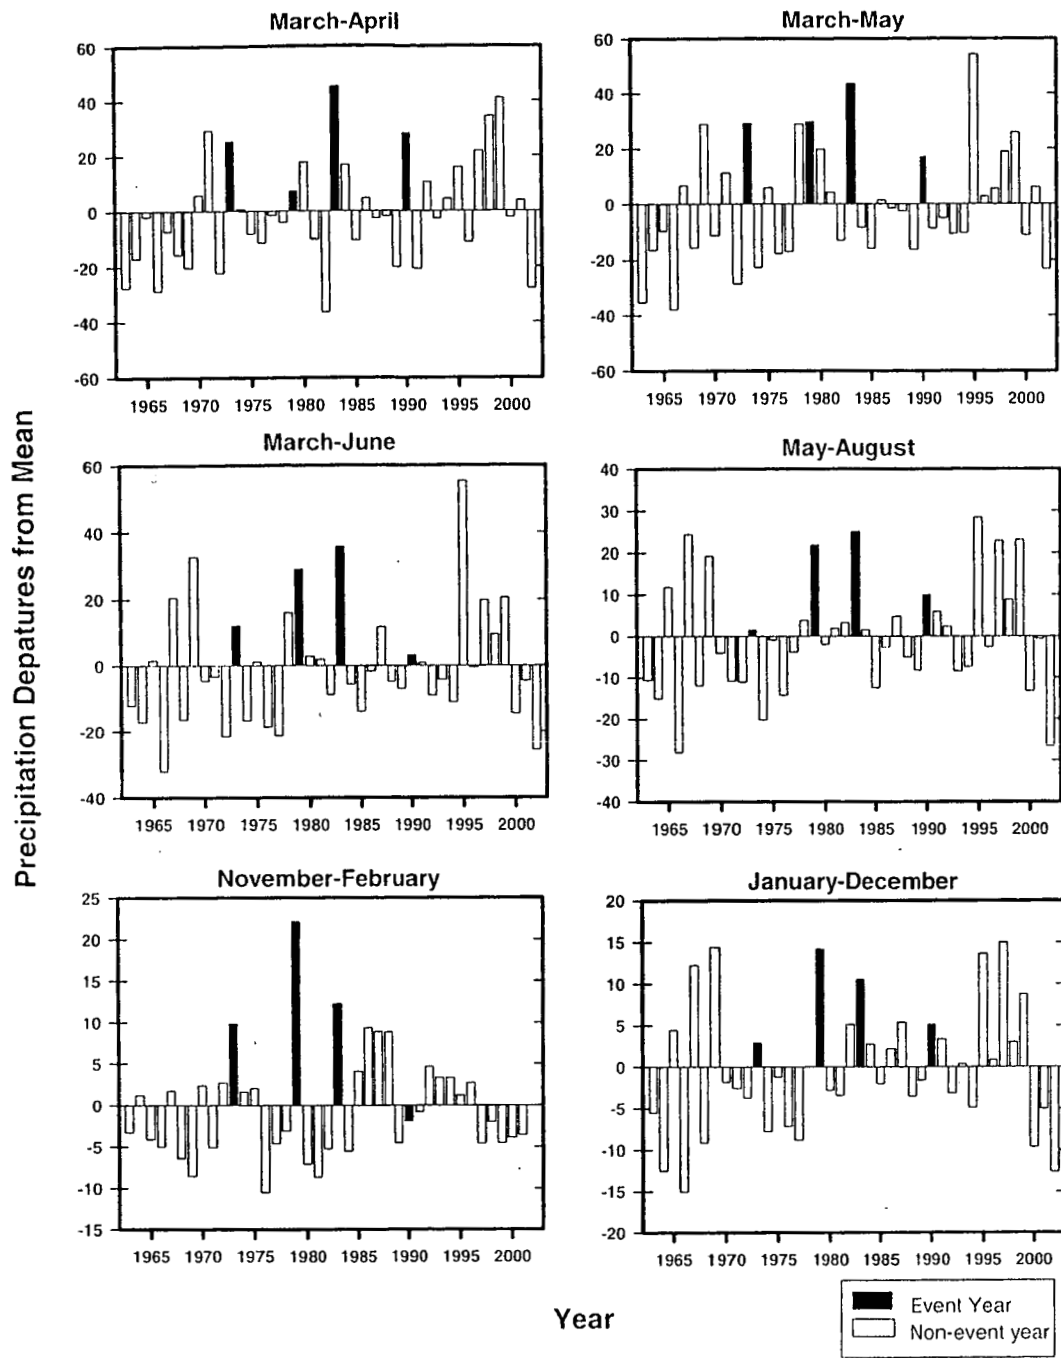 March-April
60
40
20
0
-20
-40
-60
1965 1970 1975 1980 1985 1990 1995 2000
March-May
60
40
20
0
-20
-40
-60
1965 1970 1975 1980 1985 1990 1995 2000
Precipitation Depatures from Mean
March-June
60
40
20
0
-20
-40
1965 1970 1975 1980 1985 1990 1995 2000
May-August
40
30
20
10
0
-10
-20
-30
-40
1965 1970 1975 1980 1985 1990 1995 2000
November-February
25
20
15
10
5
0
-5
-10
-15
1965 1970 1975 1980 1985 1990 1995 2000
January-December
20
15
10
5
0
-5
-10
-15
-20
1965 1970 1975 1980 1985 1990 1995 2000
Year
Event Year
Non-event year